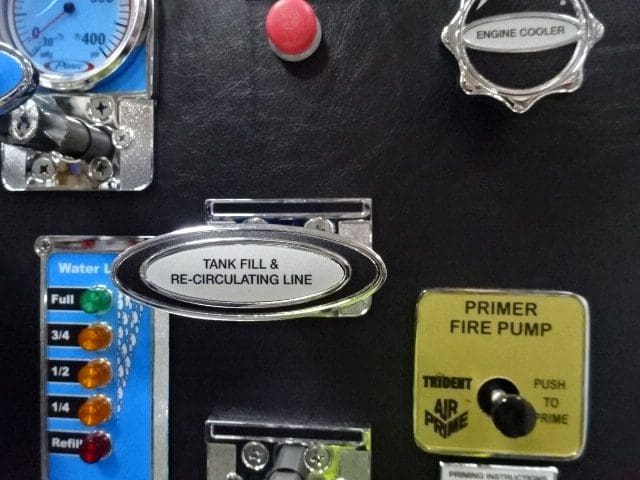 400
-30
0
ENGINE COOLER
TANK FILL &
RE-CIRCULATING LINE
Water
Full
3/4
1/2
1/4
Refill
PRIMER
FIRE PUMP
TRIDENT
AIR
PRIME
PUSH
TO
PRIME
PRIMING INSTRUCTIONS